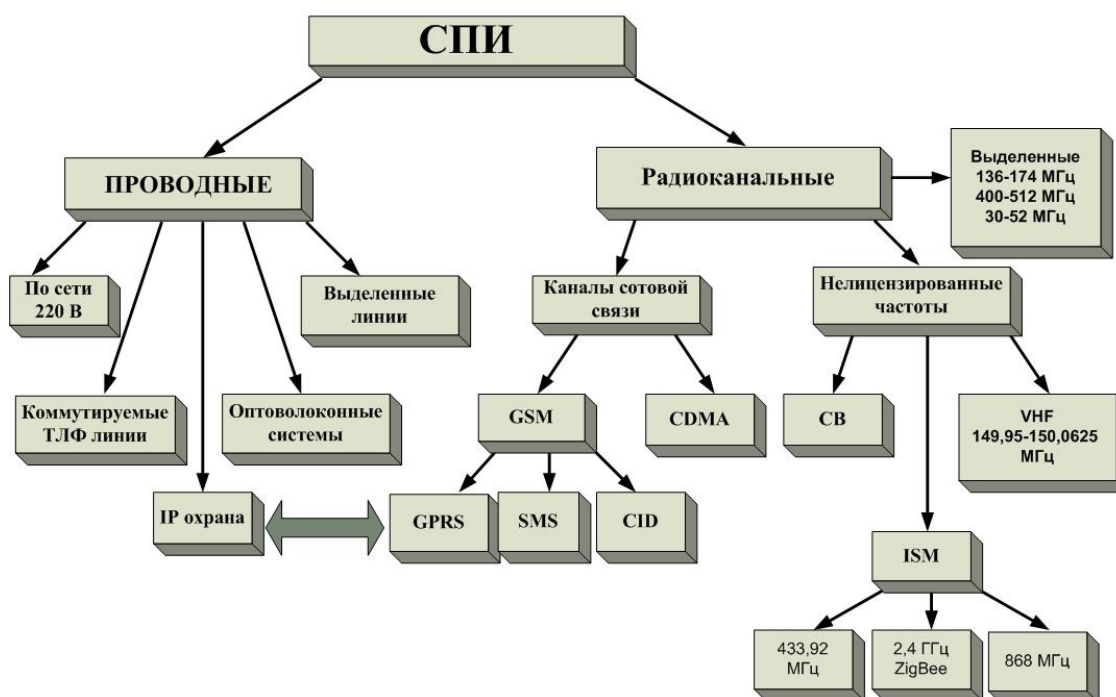 СПИ
ПРОВОДНЫЕ
Радиоканальные
Выделенные
136-174 МГц
400-512 МГц
30-52 МГц
По сети
220 В
Выделенные
линии
Каналы сотовой
связи
Нелицензированные
частоты
Коммутируемые
ТЛФ линии
Оптоволоконные
системы
GSM
CDMA
CB
VHF
149,95-150,0625
МГц
IP охрана
GPRS
SMS
CID
ISM
433,92
МГц
2,4 ГГц
ZigBee
868 МГц